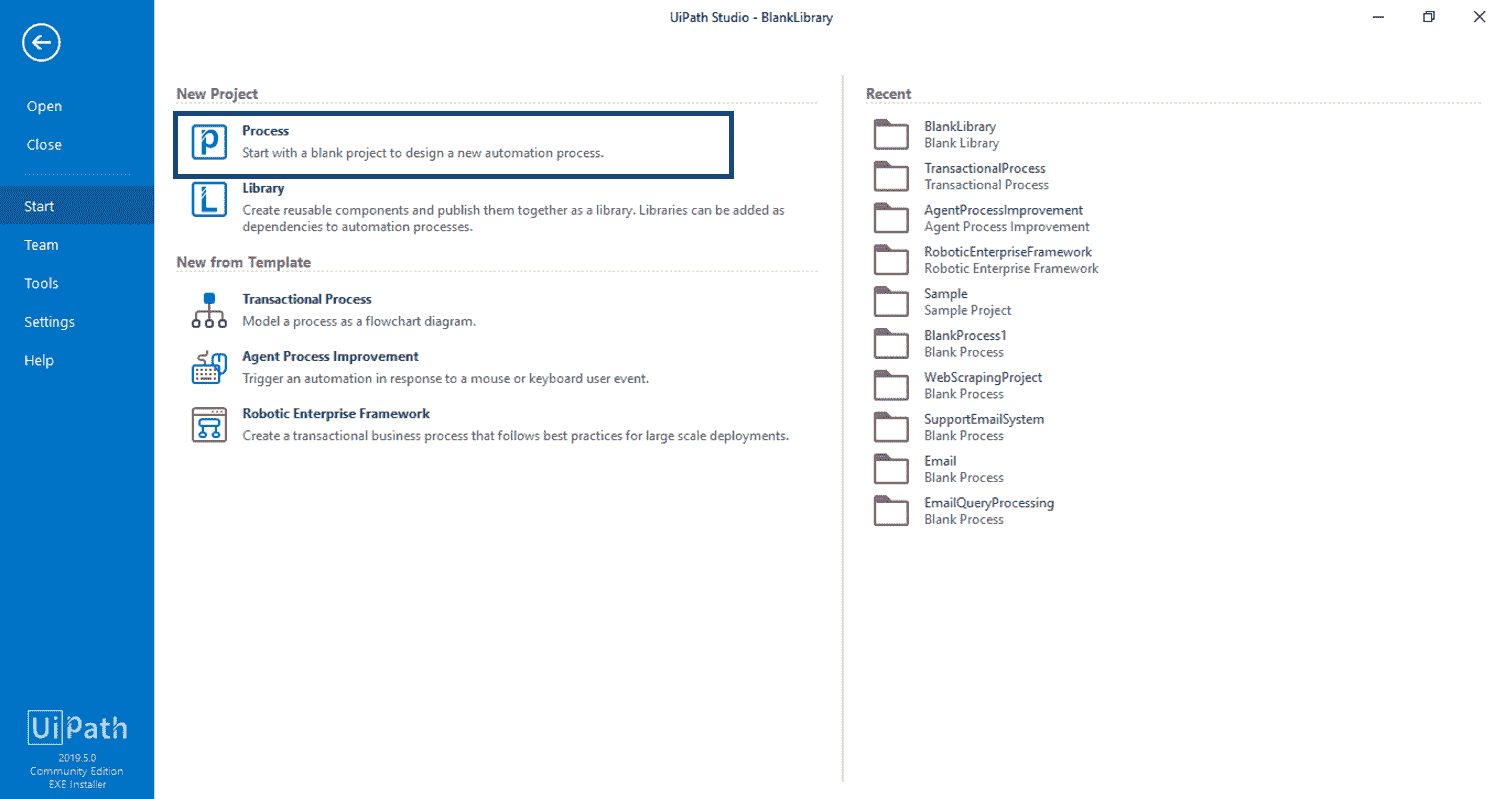 UiPath Studio - BlankLibrary
Open
Close
Start
Team
Tools
Settings
Help
UiPath
2019.5.0
Community Edition
EXE Installer
New Project
Process
Start with a blank project to design a new automation process.
Library
Create reusable components and publish them together as a library. Libraries can be added as
dependencies to automation processes.
New from Template
Transactional Process
Model a process as a flowchart diagram.
Agent Process Improvement
Trigger an automation in response to a mouse or keyboard user event.
Robotic Enterprise Framework
Create a transactional business process that follows best practices for large scale deployments.
Recent
BlankLibrary
Blank Library
TransactionalProcess
Transactional Process
AgentProcessImprovement
Agent Process Improvement
RoboticEnterpriseFramework
Robotic Enterprise Framework
Sample
Sample Project
BlankProcess1
Blank Process
WebScrapingProject
Blank Process
SupportEmailSystem
Blank Process
Email
Blank Process
EmailQueryProcessing
Blank Process